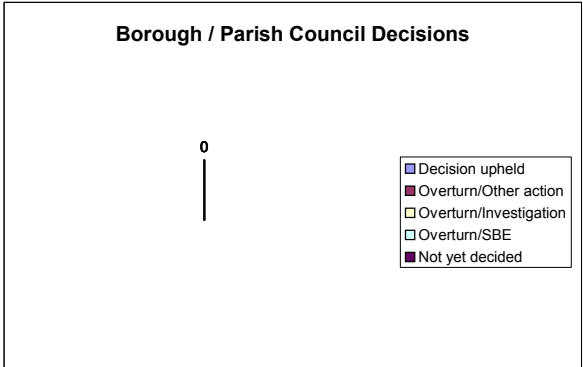 Borough / Parish Council Decisions
0
Decision upheld
Overturn/Other action
Overturn/Investigation
Overturn/SBE
Not yet decided